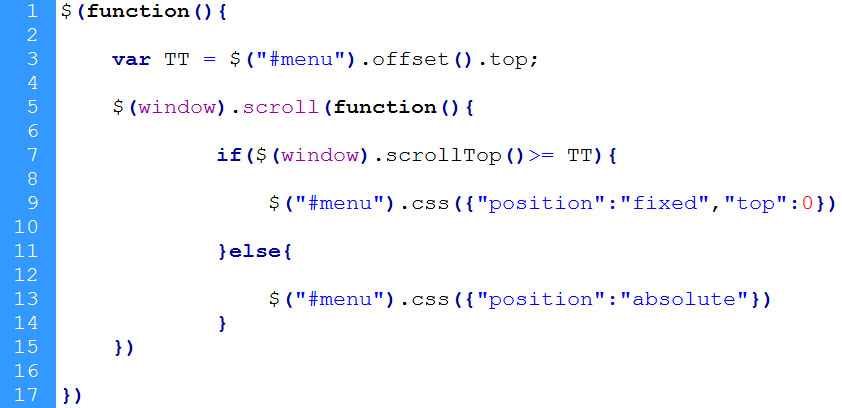 1 $(function(){
2
3     var TT = $("#menu").offset().top;
4
5     $(window).scroll(function(){
6
7             if($(window).scrollTop()>= TT){
8
9                 $("#menu").css({"position":"fixed","top":0})
10
11             }else{
12
13                 $("#menu").css({"position":"absolute"})
14             }
15     })
16
17 })